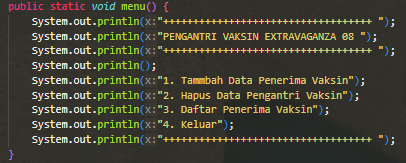 public static void menu() {
System.out.println(x:"++++++++++++++++++++++++++++++++++++ ");
System.out.println(x:"PENGANTRI VAKSIN EXTRAVAGANZA 08 ");
System.out.println(x:"++++++++++++++++++++++++++++++++++++ ");
System.out.println();
System.out.println(x:"1. Tammbah Data Penerima Vaksin");
System.out.println(x:"2. Hapus Data Pengantri Vaksin");
System.out.println(x:"3. Daftar Penerima Vaksin");
System.out.println(x:"4. Keluar");
System.out.println(x:"++++++++++++++++++++++++++++++++++++ ");
}